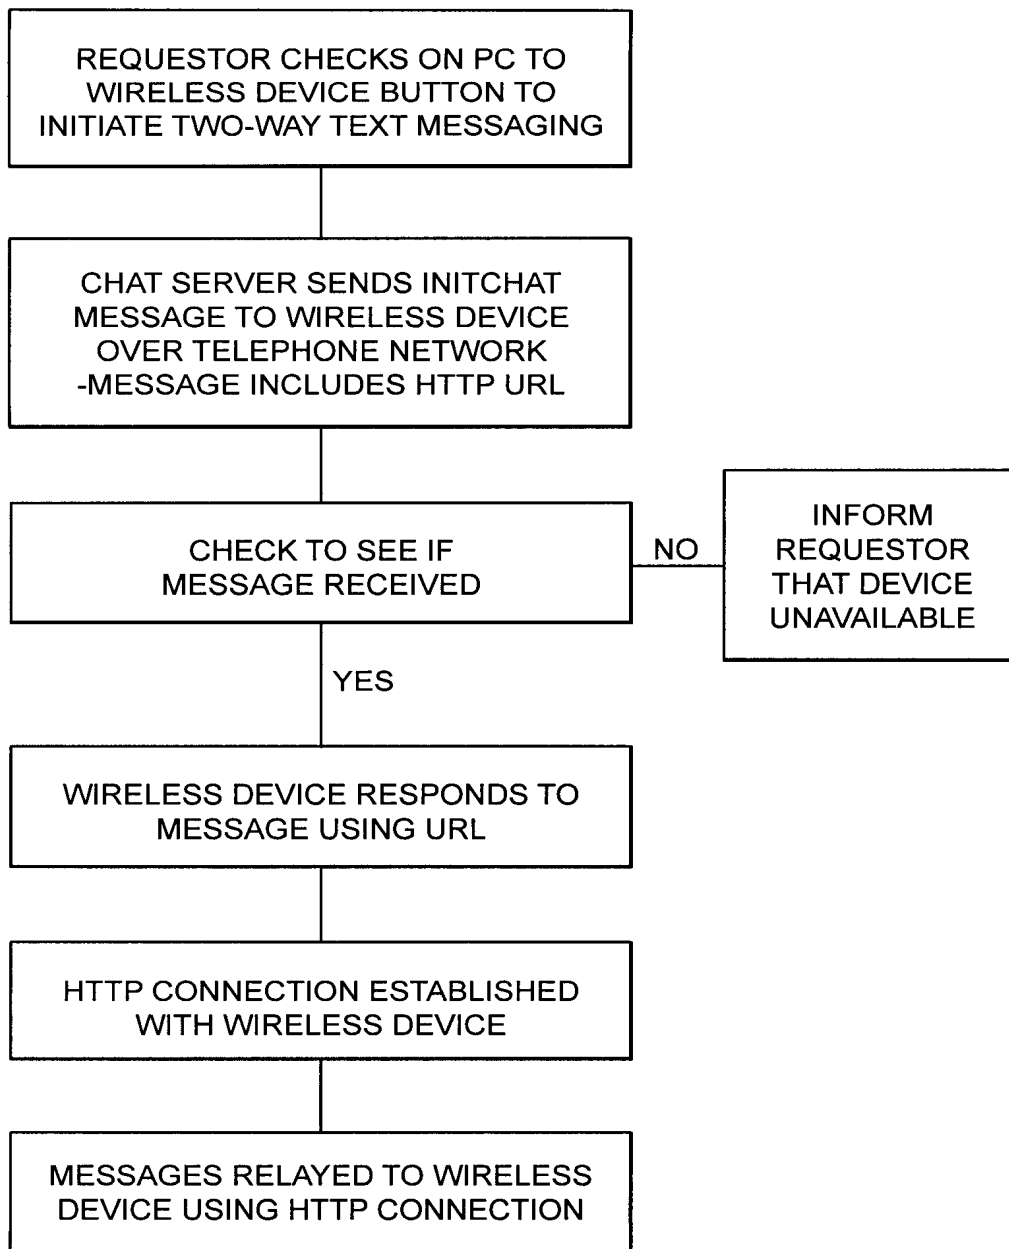 REQUESTOR CHECKS ON PC TO
WIRELESS DEVICE BUTTON TO
INITIATE TWO-WAY TEXT MESSAGING
CHAT SERVER SENDS INITCHAT
MESSAGE TO WIRELESS DEVICE
OVER TELEPHONE NETWORK
-MESSAGE INCLUDES HTTP URL
CHECK TO SEE IF
MESSAGE RECEIVED
NO
INFORM
REQUESTOR
THAT DEVICE
UNAVAILABLE
YES
WIRELESS DEVICE RESPONDS TO
MESSAGE USING URL
HTTP CONNECTION ESTABLISHED
WITH WIRELESS DEVICE
MESSAGES RELAYED TO WIRELESS
DEVICE USING HTTP CONNECTION